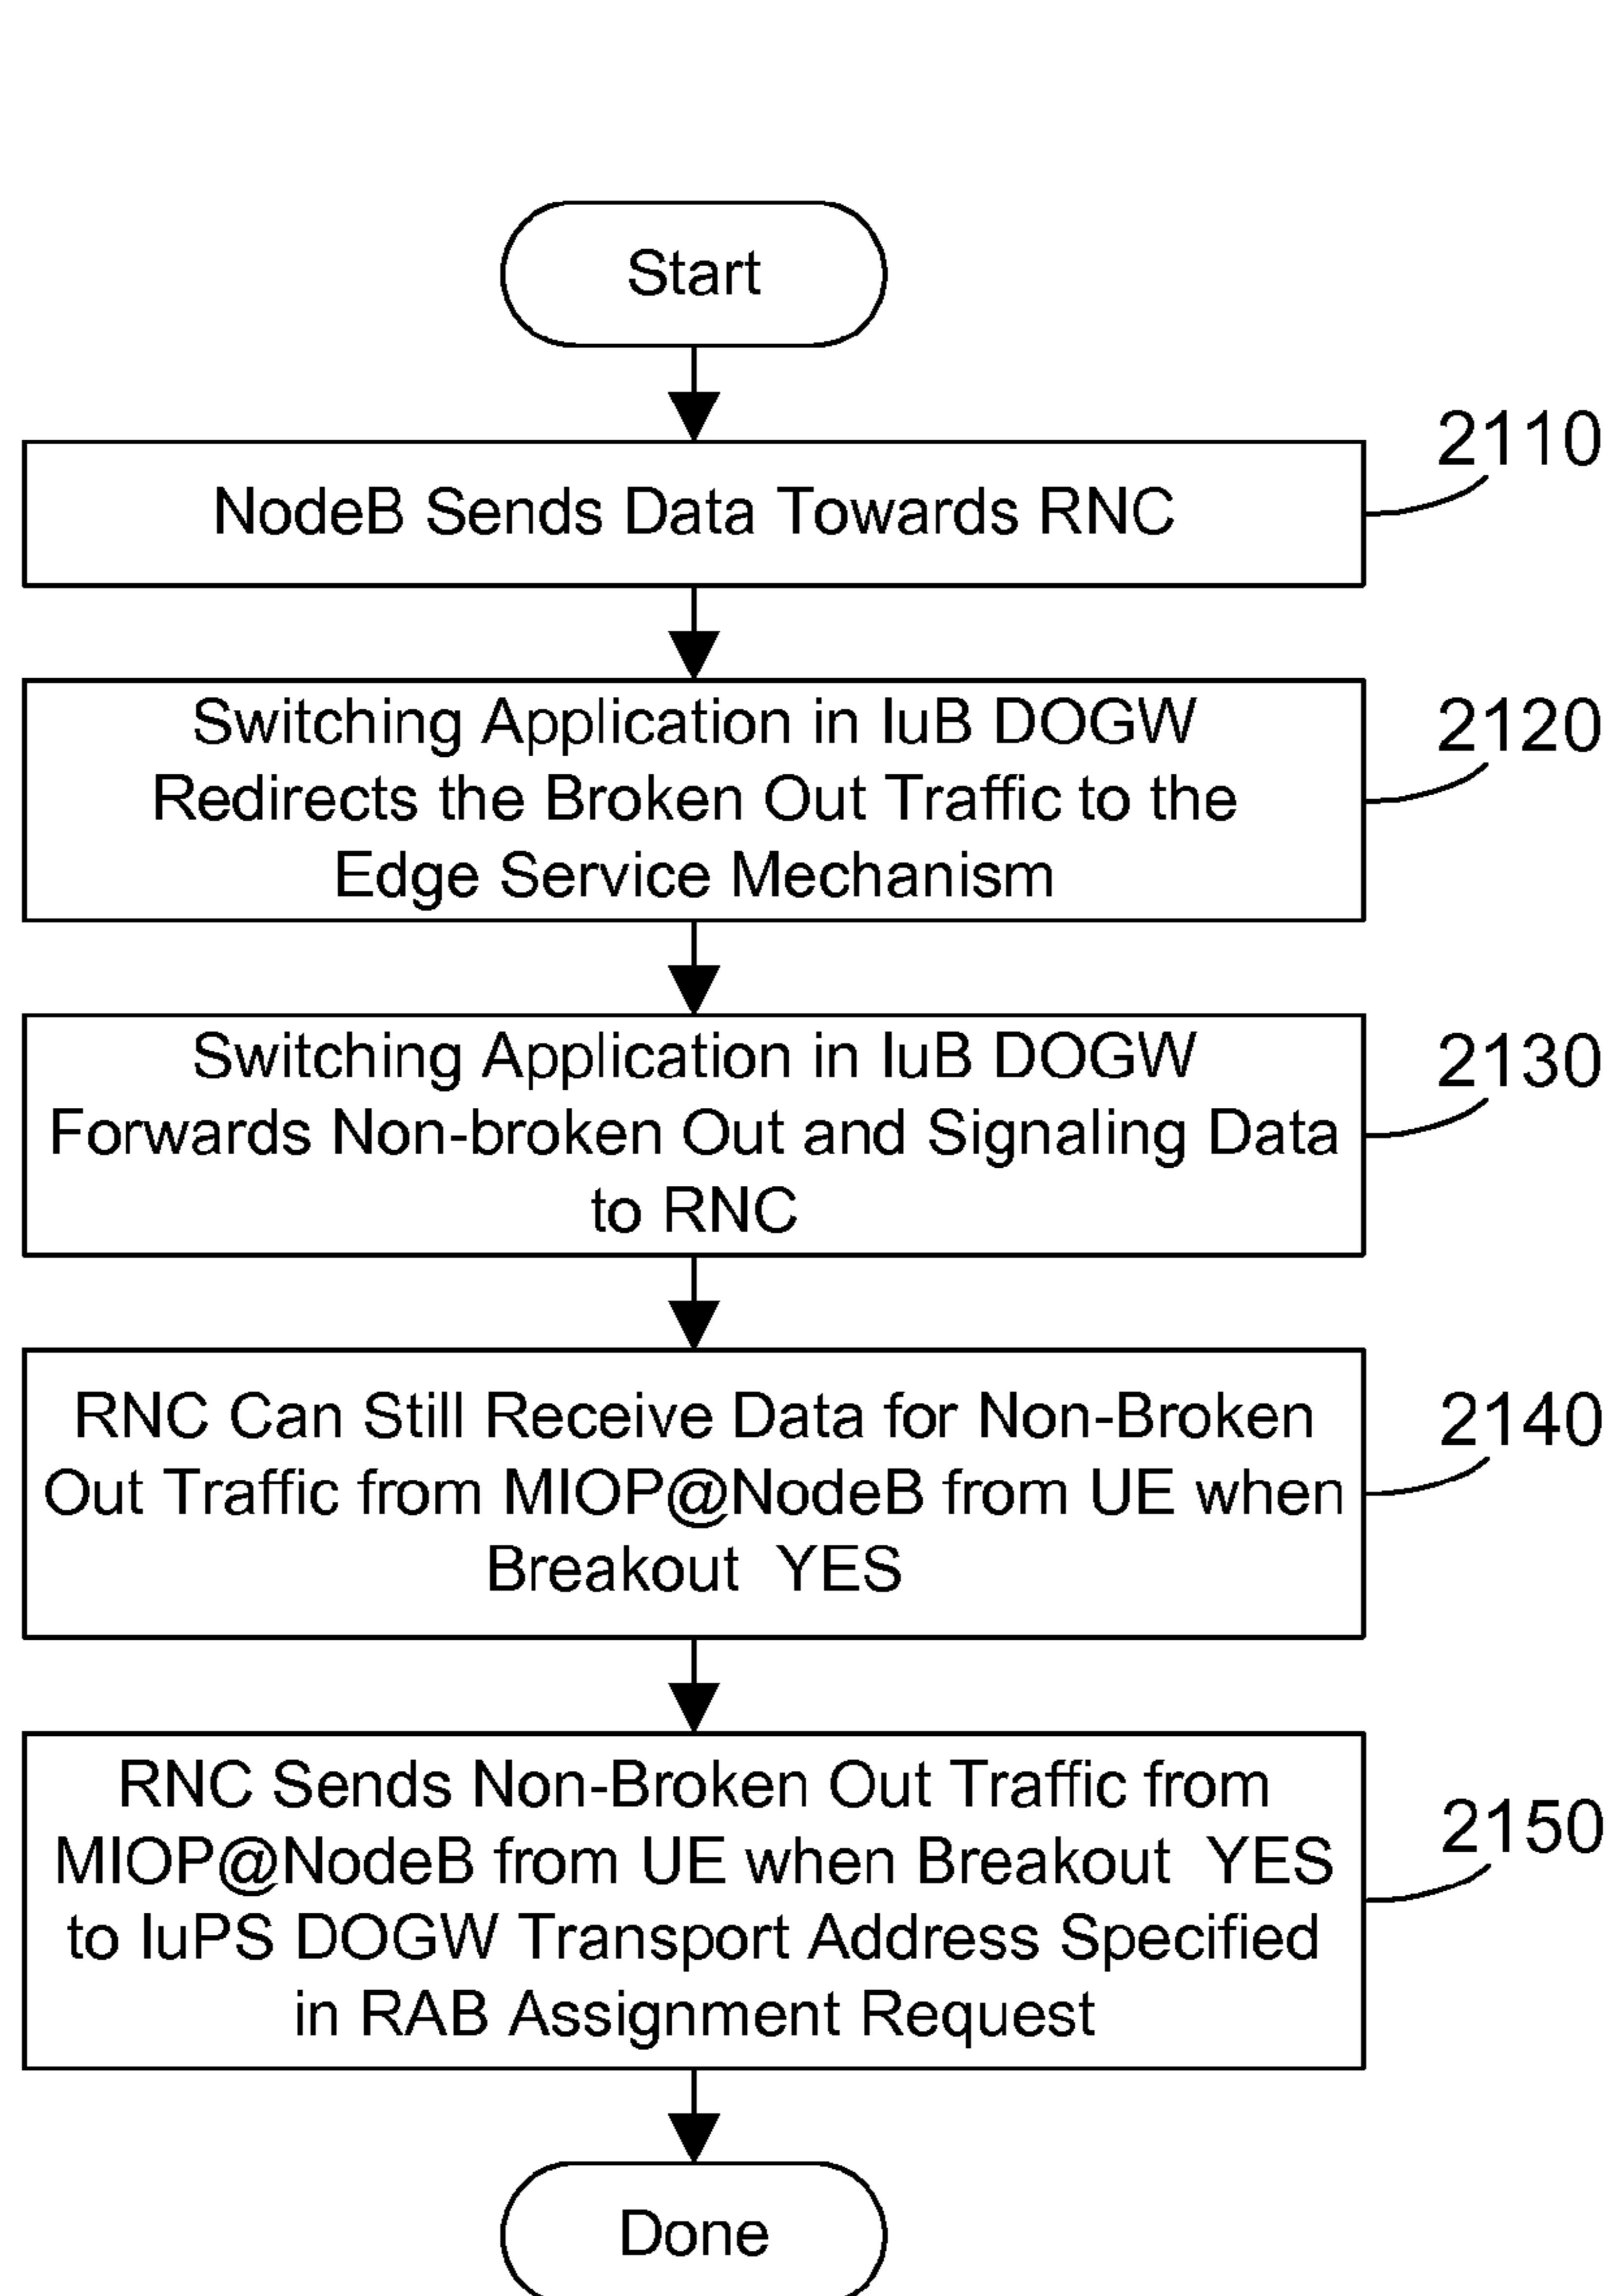 Start
2110
NodeB Sends Data Towards RNC
2120
Switching Application in IuB DOGW
Redirects the Broken Out Traffic to the
Edge Service Mechanism
2130
Switching Application in IuB DOGW
Forwards Non-broken Out and Signaling Data
to RNC
2140
RNC Can Still Receive Data for Non-Broken
Out Traffic from MIOP@NodeB from UE when
Breakout YES
2150
RNC Sends Non-Broken Out Traffic from
MIOP@NodeB from UE when Breakout YES
to IuPS DOGW Transport Address Specified
in RAB Assignment Request
Done